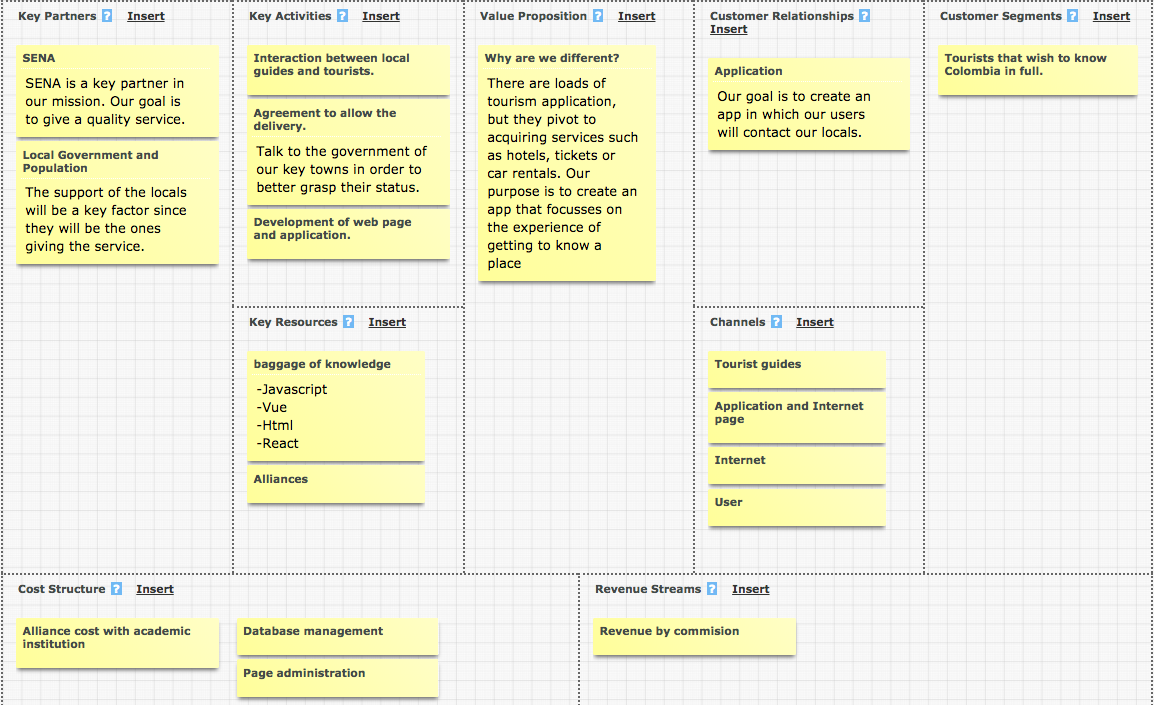 Key Partners ? Insert
SENA
SENA is a key partner in
our mission. Our goal is
to give a quality service.
Local Government and
Population
The support of the locals
will be a key factor since
they will be the ones
giving the service.
Key Activities ? Insert
Interaction between local
guides and tourists.
Agreement to allow the
delivery.
Talk to the government of
our key towns in order to
better grasp their status.
Development of web page
and application.
Key Resources ? Insert
baggage of knowledge
-Javascript
-Vue
-Html
-React
Alliances
Value Proposition ? Insert
Why are we different?
There are loads of
tourism application,
but they pivot to
acquiring services such
as hotels, tickets or
car rentals. Our
purpose is to create an
app that focusses on
the experience of
getting to know a
place
Customer Relationships ?
Insert
Application
Our goal is to create an
app in which our users
will contact our locals.
Channels ? Insert
Tourist guides
Application and Internet
page
Internet
User
Customer Segments ? Insert
Tourists that wish to know
Colombia in full.
Cost Structure ? Insert
Alliance cost with academic
institution
Database management
Page administration
Revenue Streams ? Insert
Revenue by commision